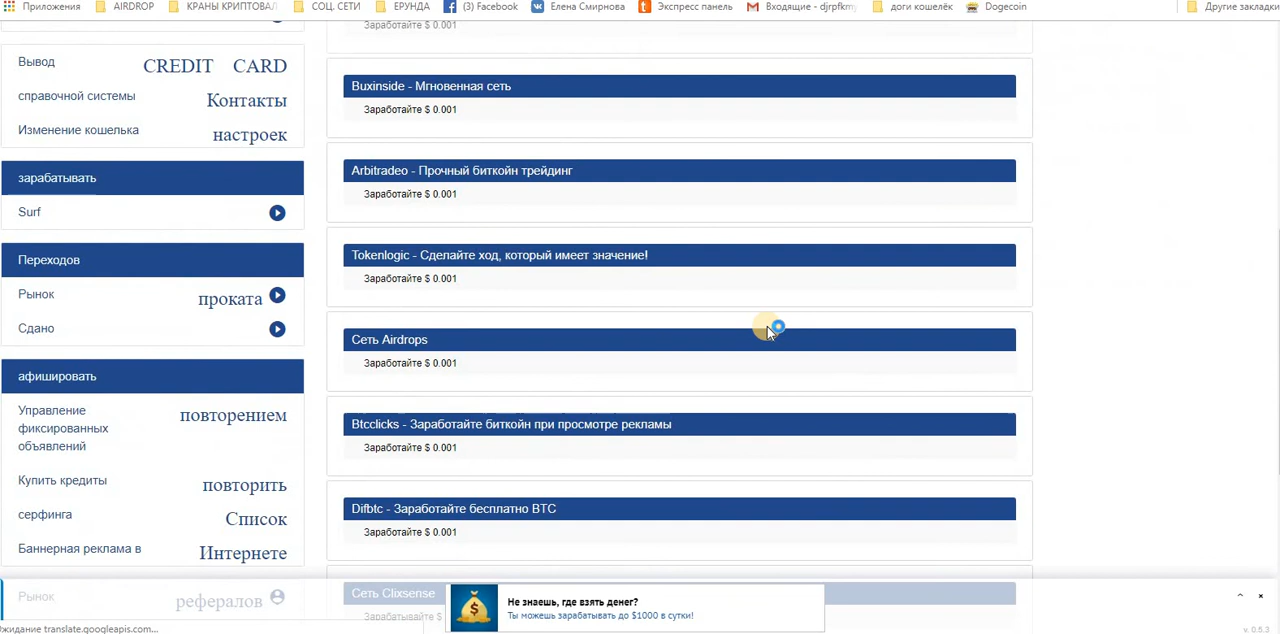 Приложения AIRDROP КРАНЫ КРИПТОВАЛ СОЦ. СЕТИ ЕРУНДА (3) Facebook Елена Смирнова Экспресс панель Входящие - djrpfkm доги кошелёк Dogecoin Другие закладки
Вывод CREDIT CARD
справочной системы Контакты
Изменение кошелька настроек
зарабатывать
Surf
Переходов
Рынок проката
Сдано
афишировать
Управление фиксированных объявлений повторением
Купить кредиты повторить
серфинга Список
Баннерная реклама в Интернете
Рынок рефералов
Заработайте $ 0.001
Buxinside - Мгновенная сеть
Заработайте $ 0.001
Arbitradeo - Прочный биткойн трейдинг
Заработайте $ 0.001
Tokenlogic - Сделайте ход, который имеет значение!
Заработайте $ 0.001
Сеть Airdrops
Заработайте $ 0.001
Btcclicks - Заработайте биткойн при просмотре рекламы
Заработайте $ 0.001
Difbtc - Заработайте бесплатно BTC
Заработайте $ 0.001
Сеть Clixsense
Зарабатывайте $
Не знаешь, где взять денег?
Ты можешь зарабатывать до $1000 в сутки!
v. 0.5.3
Ожидание translate.googleapis.com...